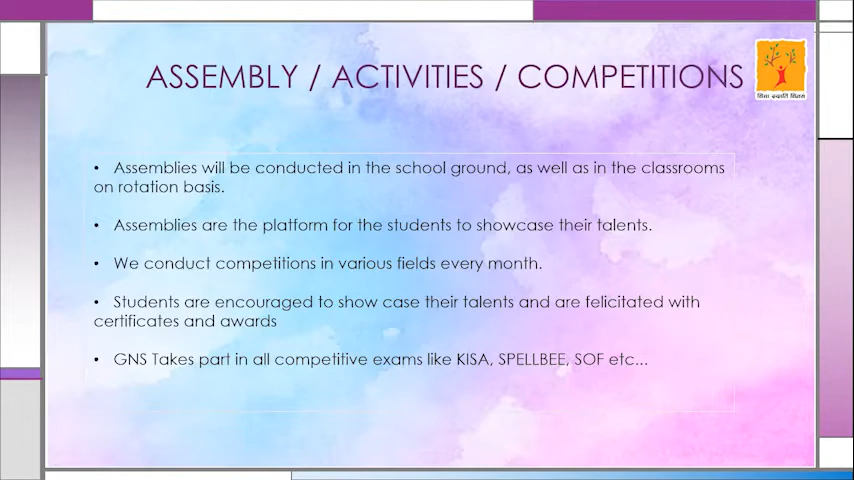 ASSEMBLY / ACTIVITIES / COMPETITIONS
• Assemblies will be conducted in the school ground, as well as in the classrooms
on rotation basis.
• Assemblies are the platform for the students to showcase their talents.
• We conduct competitions in various fields every month.
• Students are encouraged to show case their talents and are felicitated with
certificates and awards
• GNS Takes part in all competitive exams like KISA, SPELLBEE, SOF etc...